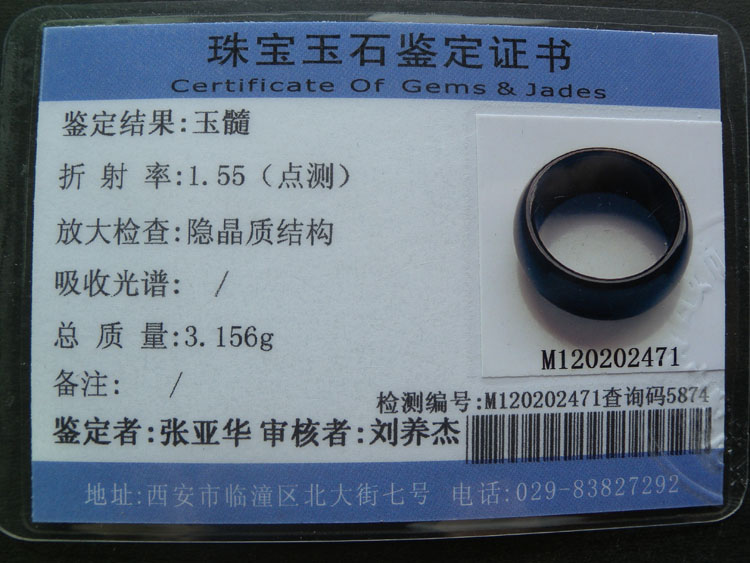 珠宝玉石鉴定证书
Certificate Of Gems & Jades
鉴定结果:玉髓
折 射 率:1.55（点测）
放大检查:隐晶质结构
吸收光谱: /
总 质 量:3.156g
备注: /
M120202471
检测编号:M120202471查询码5874
鉴定者:张亚华 审核者:刘养杰
地址:西安市临潼区北大街七号 电话:029-83827292